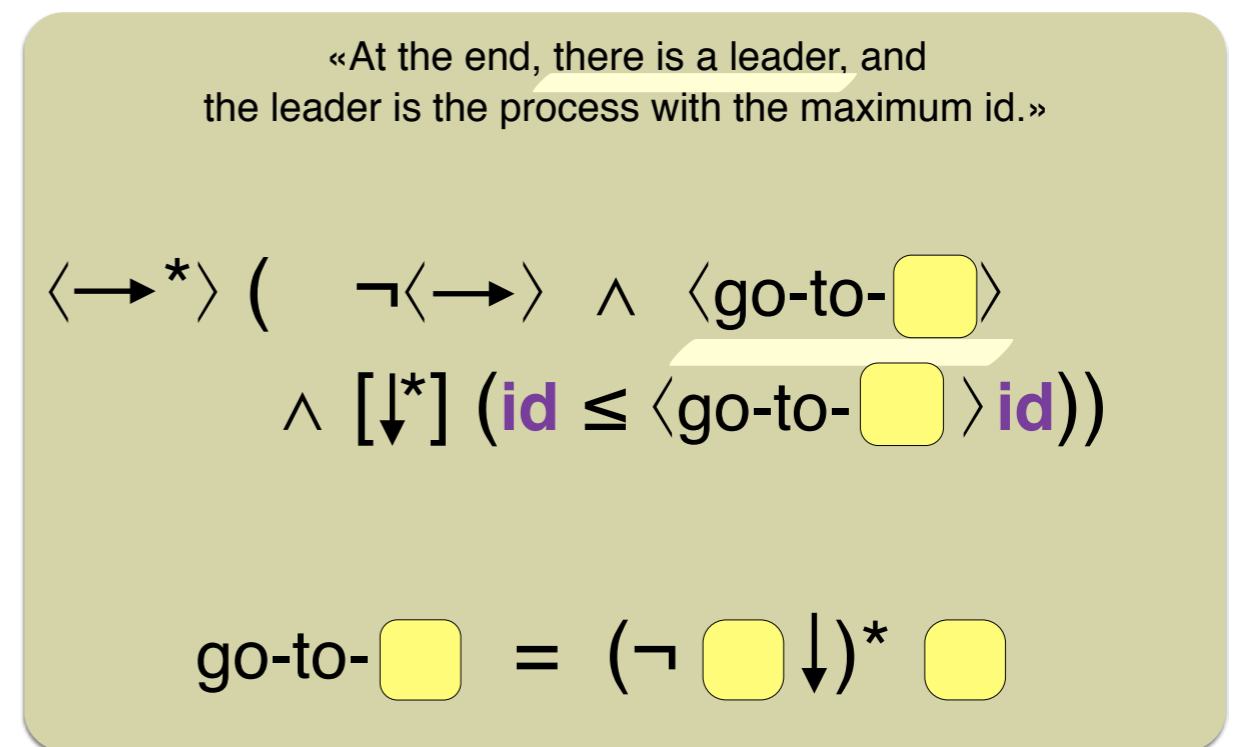 «At the end, there is a leader, and
the leader is the process with the maximum id.»
⟨→*⟩ ( ¬⟨→⟩ ∧ ⟨go-to-🟨⟩
∧ [↓*] (id ≤ ⟨go-to-🟨⟩id))
go-to-🟨 = (¬ 🟨↓)* 🟨